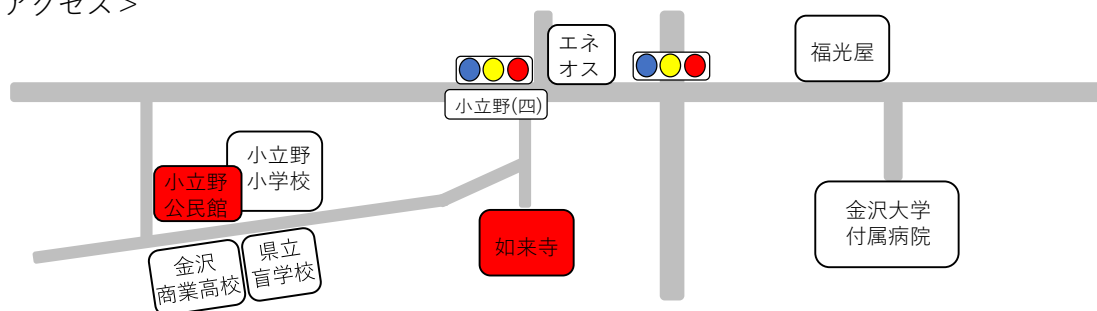 アクセス＞
エネ
オス
福光屋
小立野(四)
小立野
小学校
小立野
公民館
金沢大学
付属病院
如来寺
県立
盲学校
金沢
商業高校